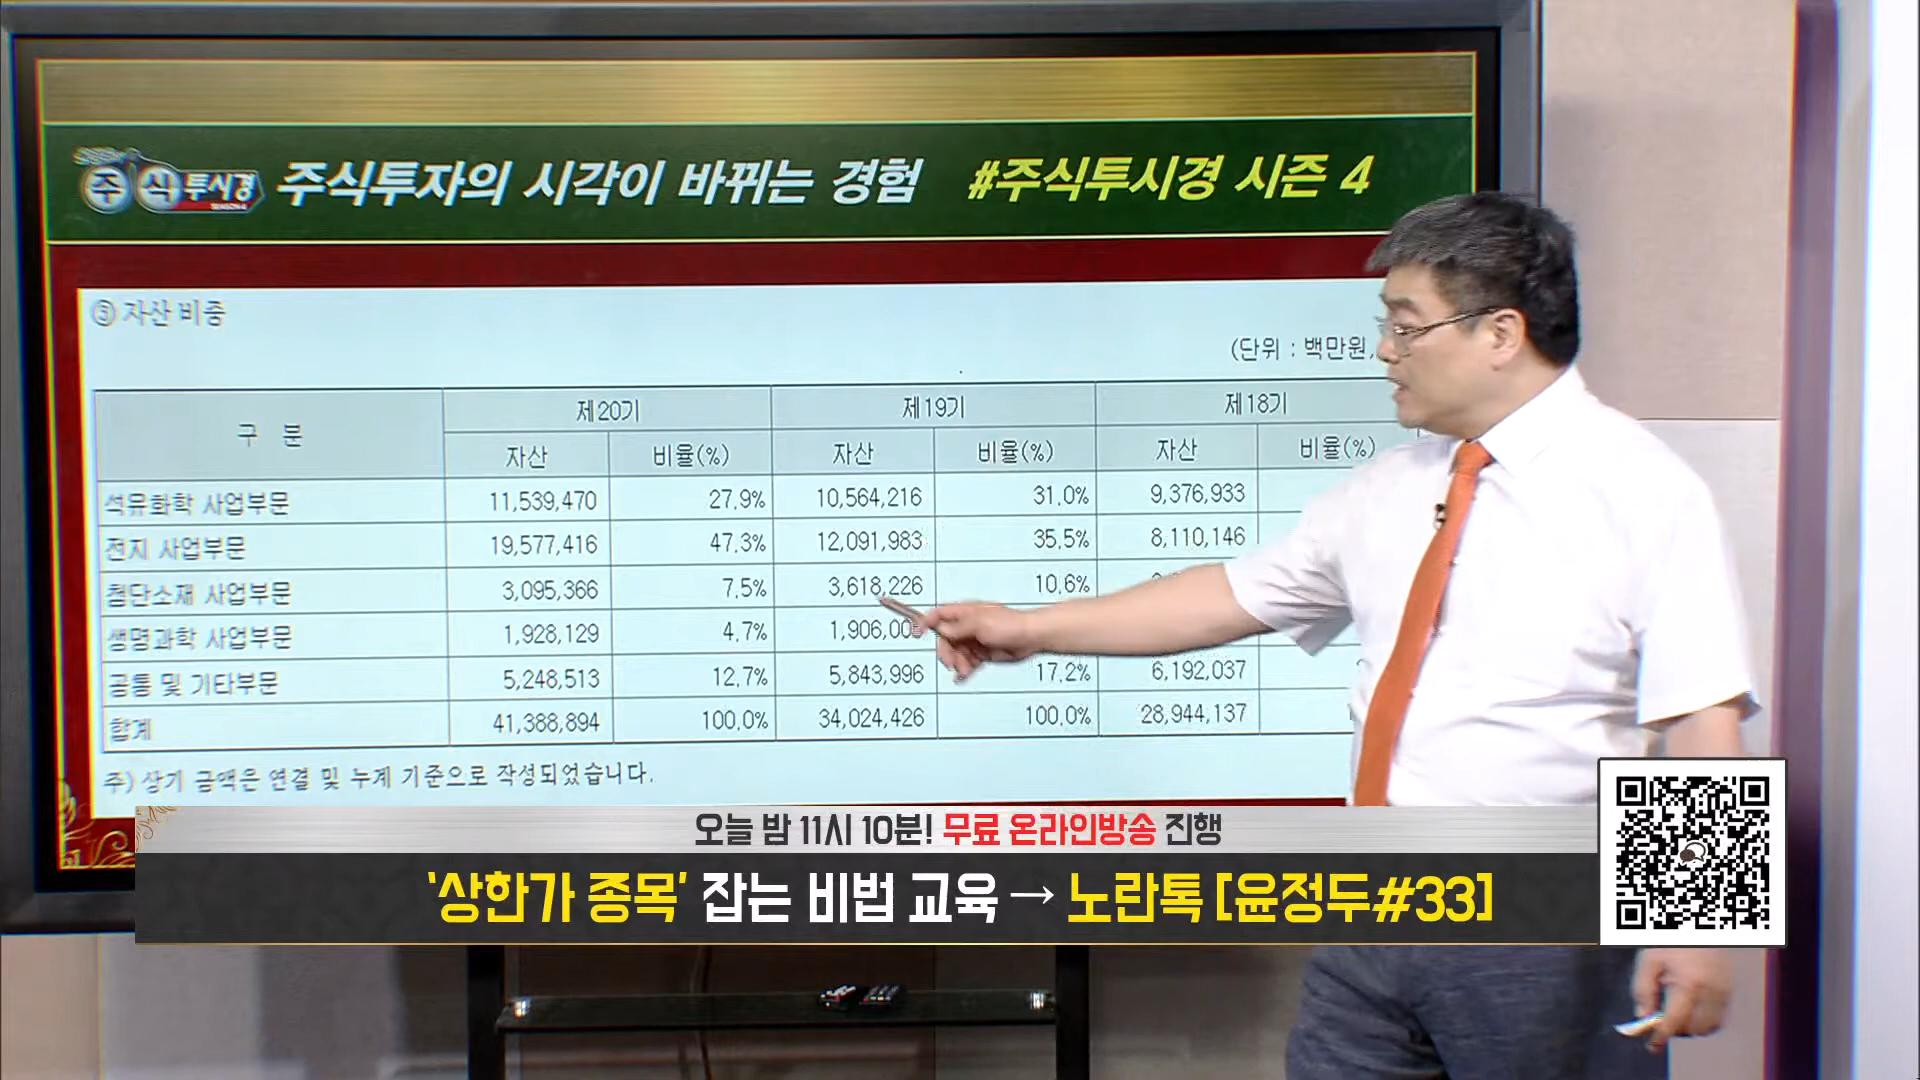 주식투시경 주식투자의 시각이 바뀌는 경험 #주식투시경 시즌 4
SEASON 4
③ 자산 비중
(단위 : 백만원,
구 분 제20기 제19기 제18기
자산 비율(%) 자산 비율(%) 자산 비율(%)
석유화학 사업부문 11,539,470 27.9% 10,564,216 31.0% 9,376,933
전지 사업부문 19,577,416 47.3% 12,091,983 35.5% 8,110,146
첨단소재 사업부문 3,095,366 7.5% 3,618,226 10.6%
생명과학 사업부문 1,928,129 4.7%
공통 및 기타부문 5,248,513 12.7% 5,843,996 17.2% 6,192,037
합계 41,388,894 100.0% 34,024,426 100.0% 28,944,137
주) 상기 금액은 연결 및 누계 기준으로 작성되었습니다.
오늘 밤 11시 10분! 무료 온라인방송 진행
‘상한가 종목’ 잡는 비법 교육 → 노란톡 [윤정두#33]